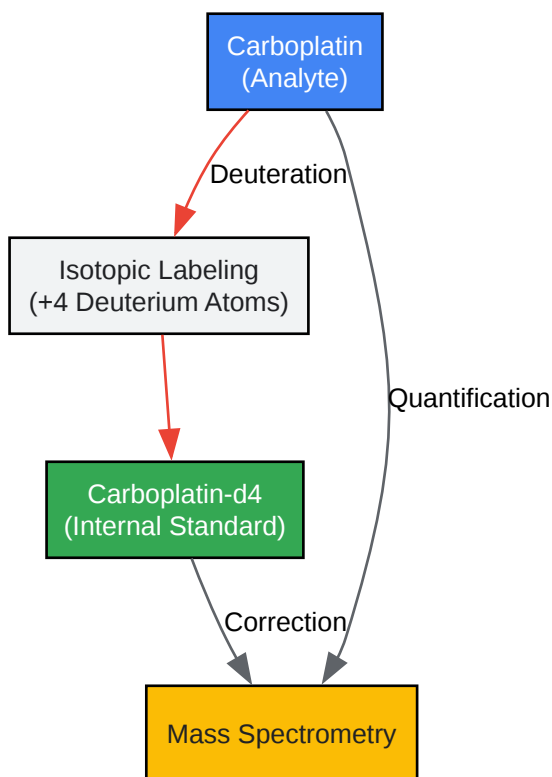 Carboplatin
(Analyte)
Deuteration
Isotopic Labeling
(+4 Deuterium Atoms)
Quantification
Carboplatin-d4
(Internal Standard)
Correction
Mass Spectrometry